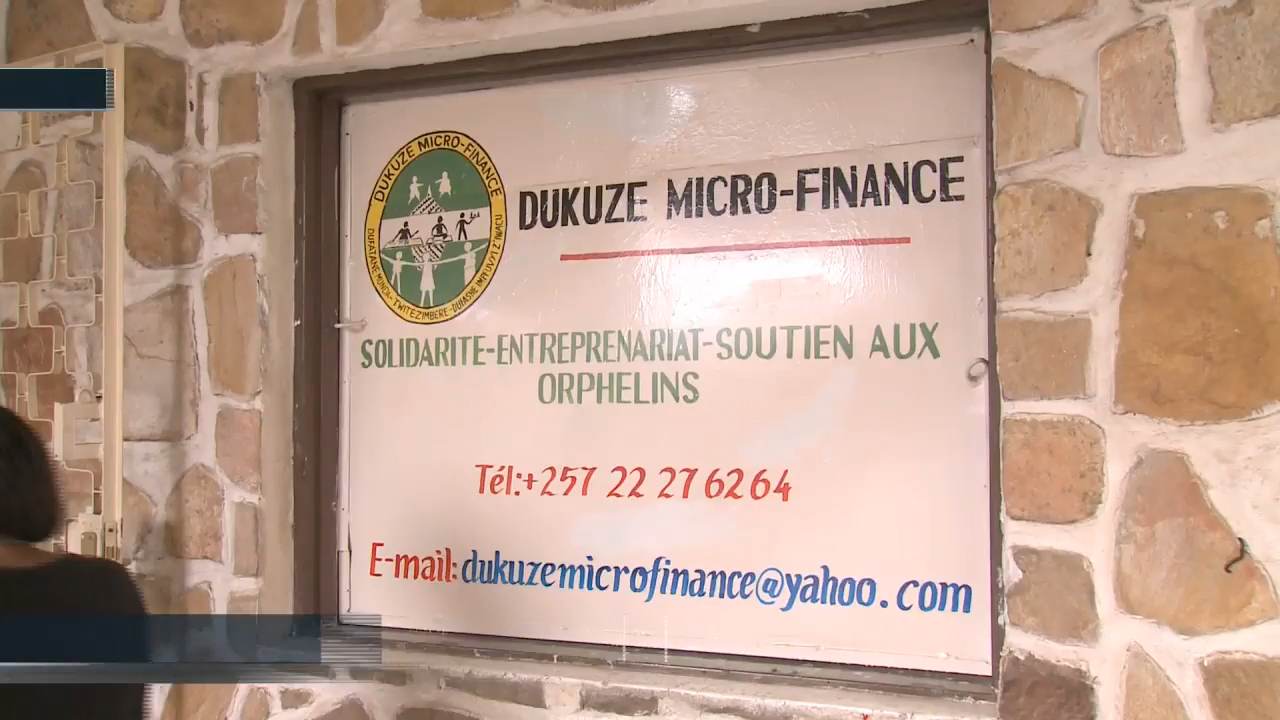 DUKUZE MICRO-FINANCE
DUKUZE MICRO-FINANCE
SOLIDARITE-ENTREPRENARIAT-SOUTIEN AUX
ORPHELINS
Tél:+257 22 27 62 64
E-mail: dukuzemicrofinance@yahoo.com